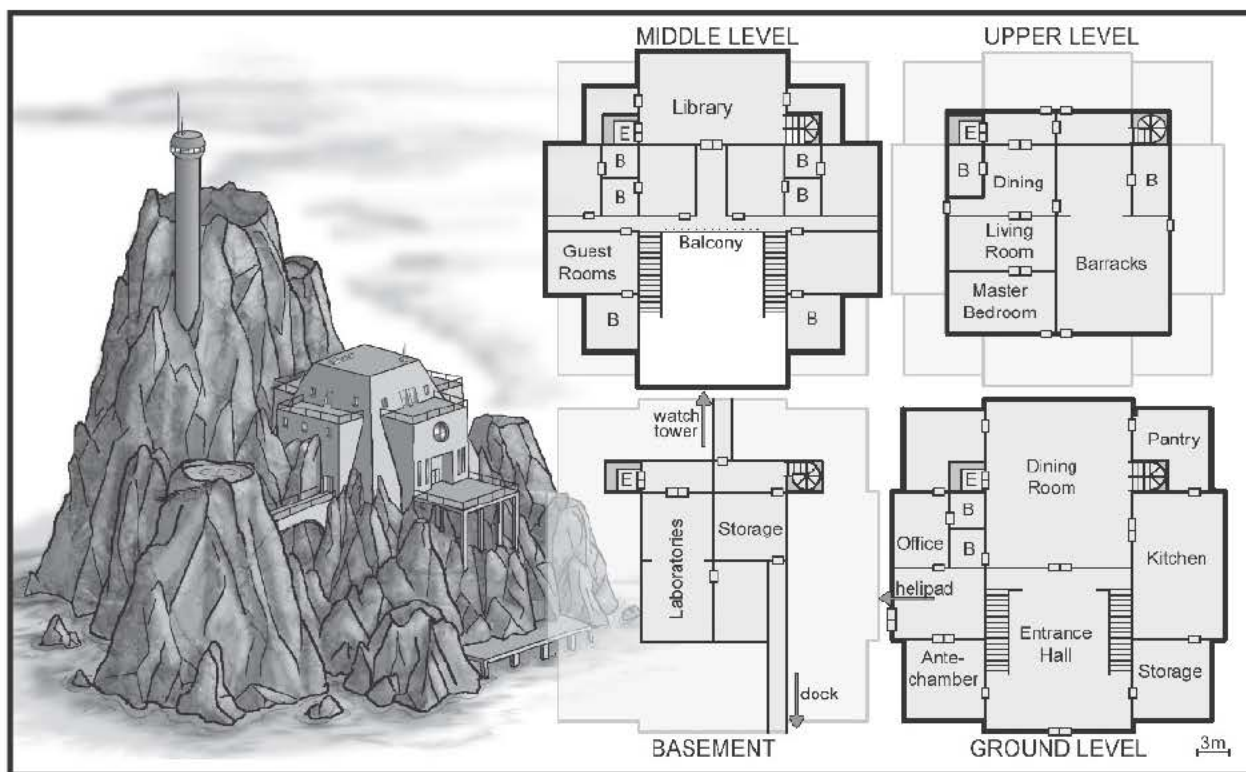 MIDDLE LEVEL
Library
E
B
B
B
B
Guest
Rooms
Balcony
B
B
UPPER LEVEL
E
B
Dining
B
Living
Room
Barracks
Master
Bedroom
watch
tower
E
Laboratories
Storage
dock
BASEMENT
Pantry
Dining
Room
E
B
Office
B
Kitchen
helipad
Entrance
Hall
Ante-
chamber
Storage
GROUND LEVEL
3m